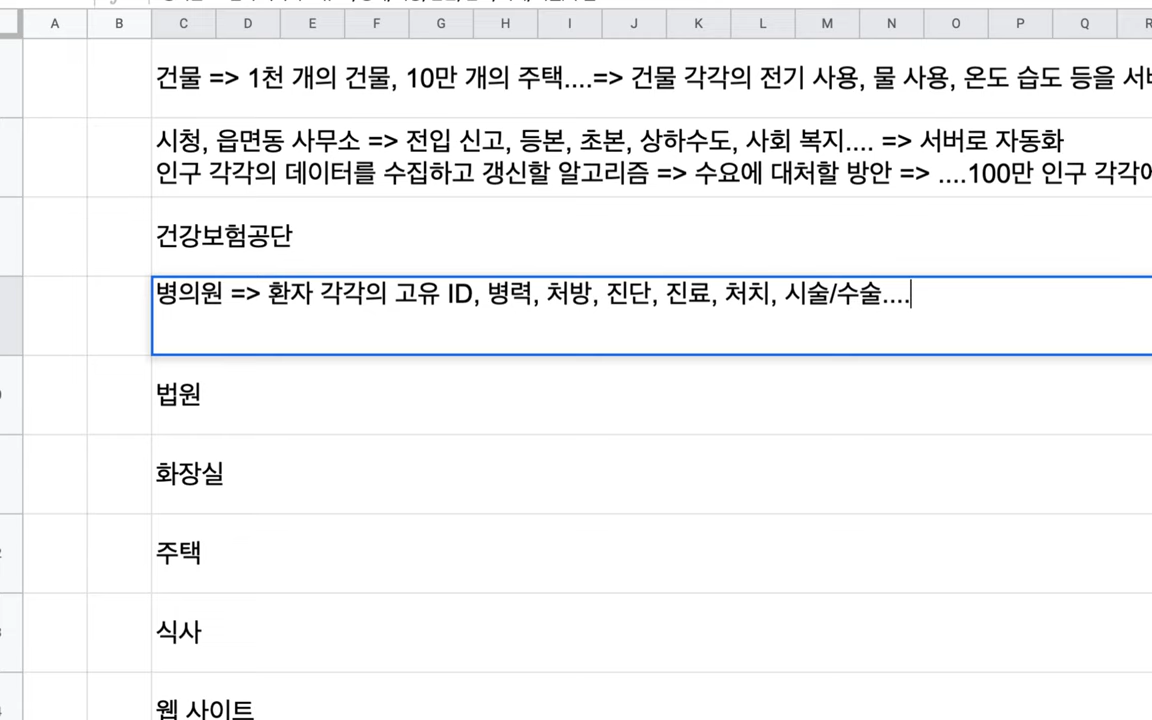 A B C D E F G H I J K L M N O P Q R
건물 => 1천 개의 건물, 10만 개의 주택....=> 건물 각각의 전기 사용, 물 사용, 온도 습도 등을
시청, 읍면동 사무소 => 전입 신고, 등본, 초본, 상하수도, 사회 복지.... => 서버로 자동화
인구 각각의 데이터를 수집하고 갱신할 알고리즘 => 수요에 대처할 방안 => ....100만 인구
건강보험공단
병의원 => 환자 각각의 고유 ID, 병력, 처방, 진단, 진료, 처치, 시술/수술....
법원
화장실
주택
식사
웹 사이트